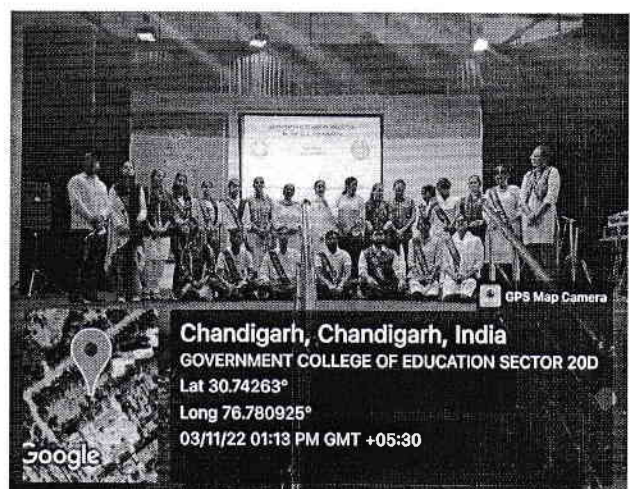 GPS Map Camera
Chandigarh, Chandigarh, India
GOVERNMENT COLLEGE OF EDUCATION SECTOR 20D
Lat 30.74263°
Long 76.780925°
03/11/22 01:13 PM GMT +05:30
Google